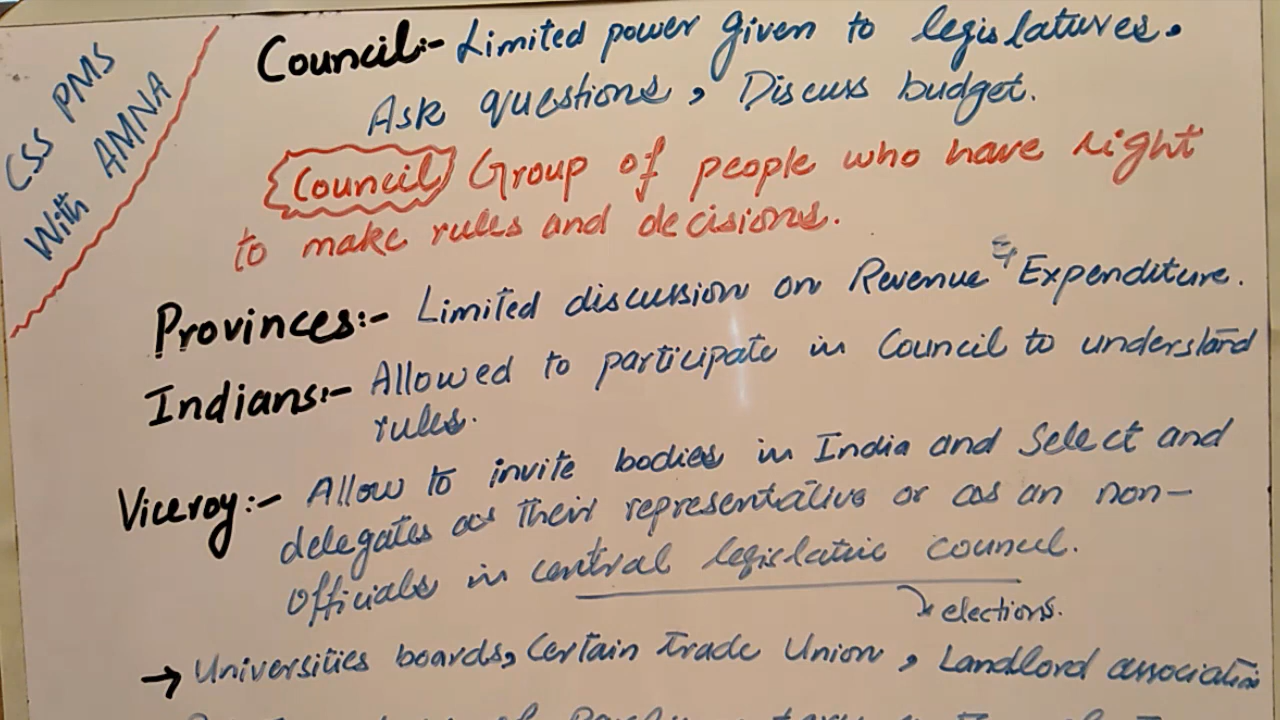 CSS PMS
With AMNA
Council:- Limited power given to legislatures.
Ask questions, Discuss budget.
Council Group of people who have right
to make rules and decisions.
Provinces:- Limited discussion on Revenue & Expenditure.
Indians:- Allowed to participate in Council to understand
rules.
Viceroy:- Allow to invite bodies in India and Select and
delegates as their representative or as an non-
officials in central legislative council.
elections.
→ Universities boards, Certain trade Union, Landlord association